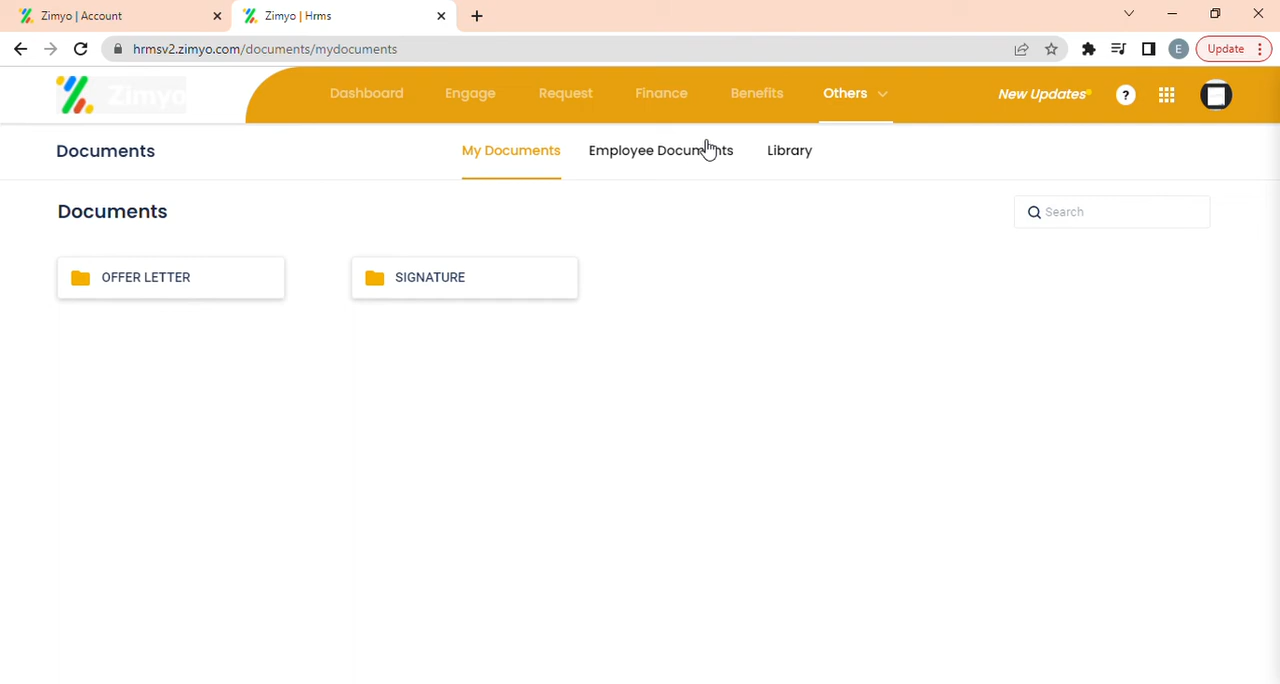 Zimyo | Account
Zimyo | Hrms
hrmsv2.zimyo.com/documents/mydocuments
E
Update
Zimyo
Dashboard
Engage
Request
Finance
Benefits
Others
New Updates
?
Documents
My Documents
Employee Documents
Library
Documents
Search
OFFER LETTER
SIGNATURE